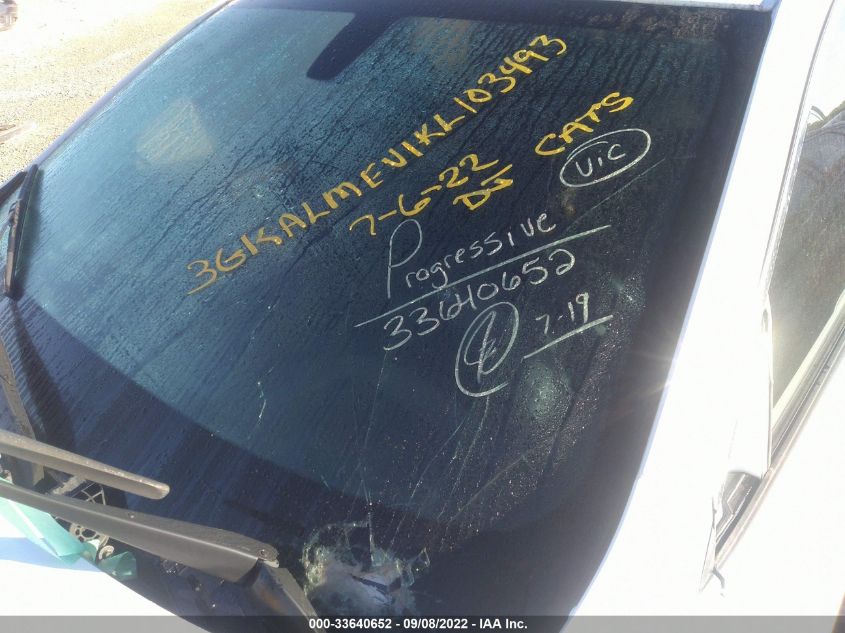 3GKALMEV1KL103493
7-6-22 CATS
VIC
Progressive
33640652
7-19
000-33640652 | 09/08/2022 - IAA Inc.